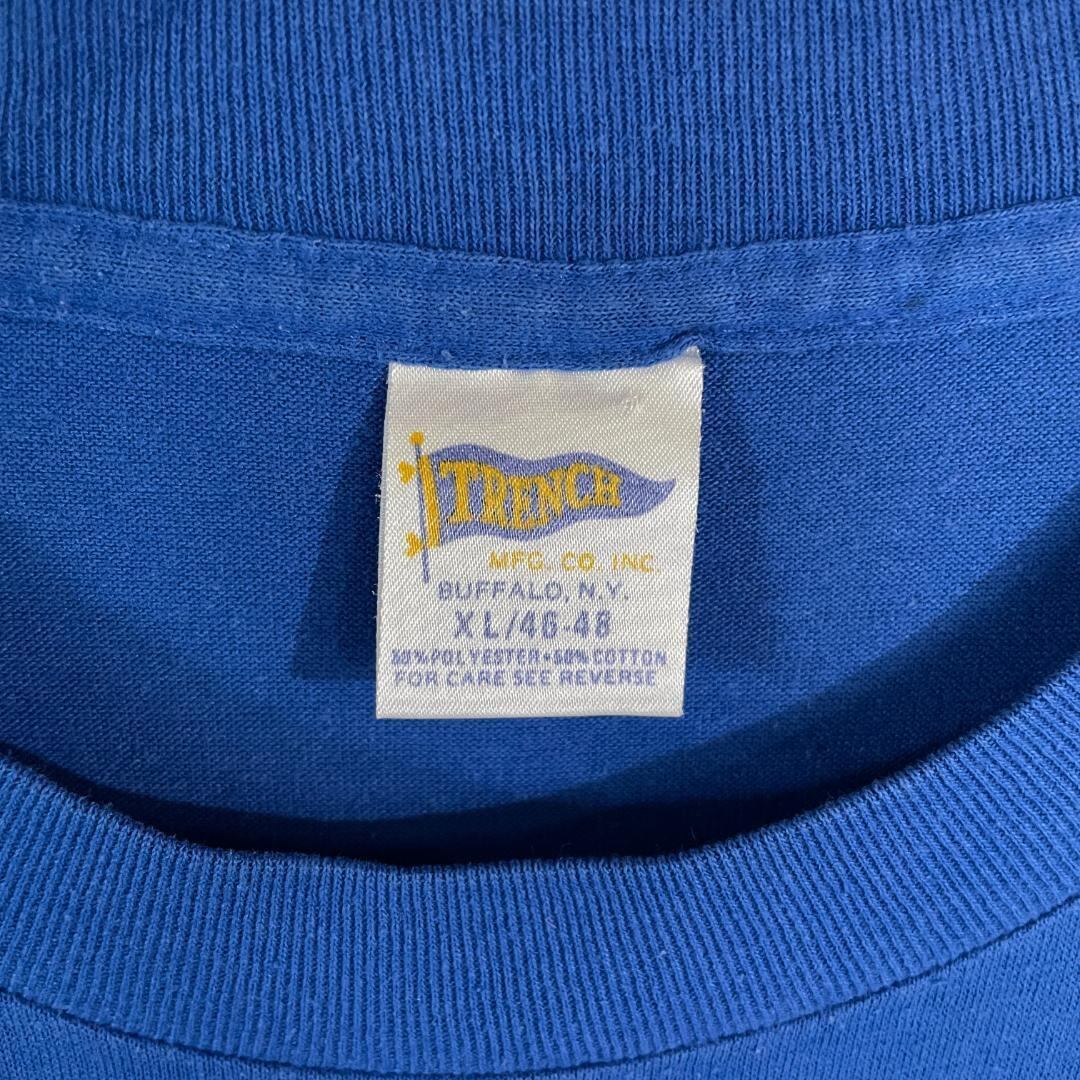 TRENCH
MFG. CO. INC.
BUFFALO, N.Y.
XL/46-48
50% POLYESTER • 50% COTTON
FOR CARE SEE REVERSE